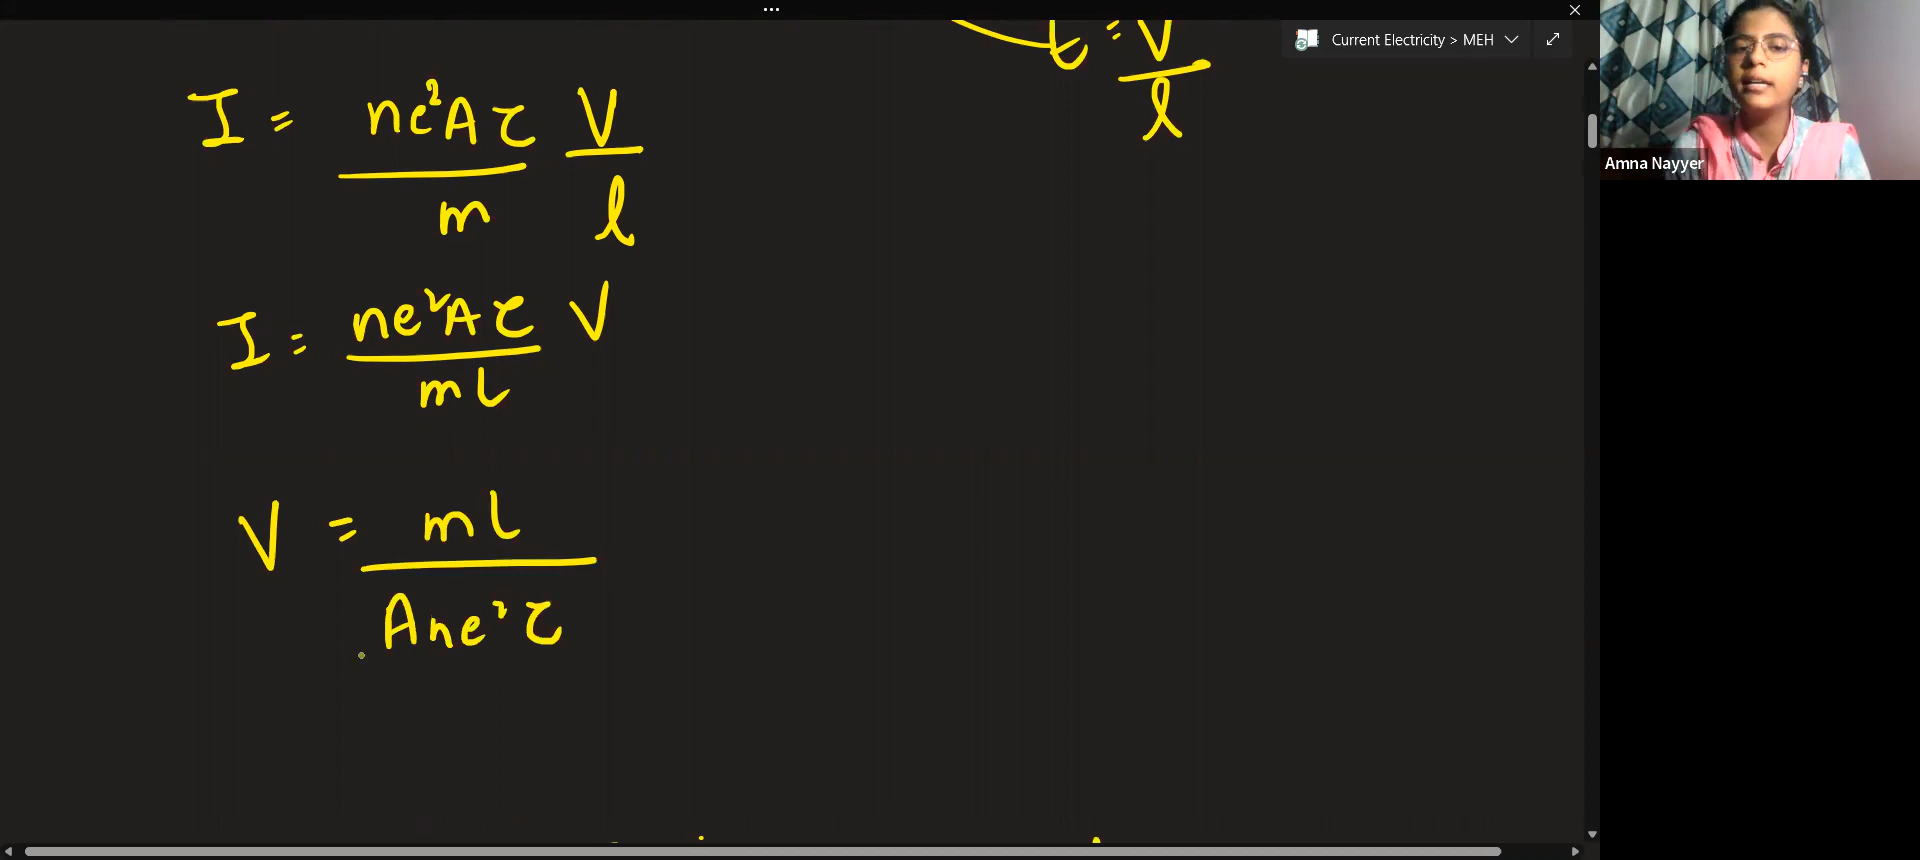 ...
Current Electricity > MEH
E = V / l
I = ne²Aτ / m V / l
Amna Nayyer
I = ne²Aτ / ml V
V = ml / Ane²τ